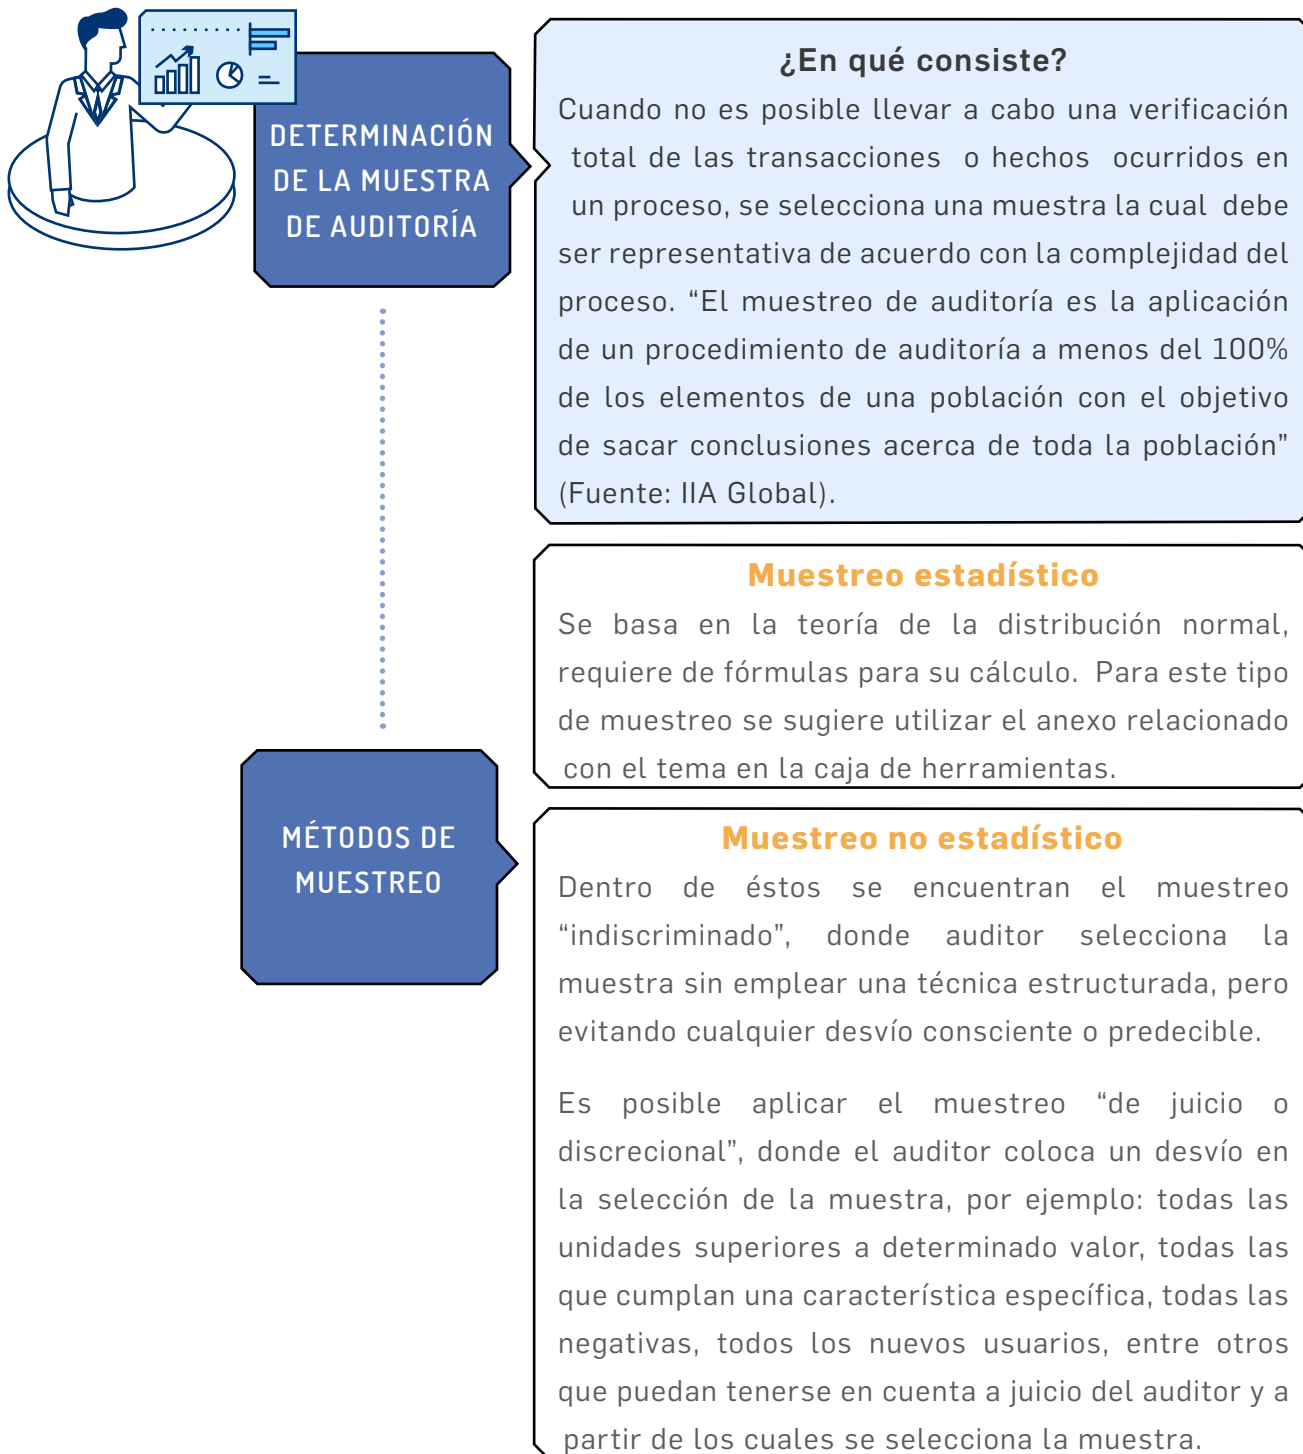 DETERMINACIÓN
DE LA MUESTRA
DE AUDITORÍA
¿En qué consiste?
Cuando no es posible llevar a cabo una verificación
total de las transacciones o hechos ocurridos en
un proceso, se selecciona una muestra la cual debe
ser representativa de acuerdo con la complejidad del
proceso. “El muestreo de auditoría es la aplicación
de un procedimiento de auditoría a menos del 100%
de los elementos de una población con el objetivo
de sacar conclusiones acerca de toda la población”
(Fuente: IIA Global).
MÉTODOS DE
MUESTREO
Muestreo estadístico
Se basa en la teoría de la distribución normal,
requiere de fórmulas para su cálculo. Para este tipo
de muestreo se sugiere utilizar el anexo relacionado
con el tema en la caja de herramientas.
Muestreo no estadístico
Dentro de éstos se encuentran el muestreo
“indiscriminado”, donde auditor selecciona la
muestra sin emplear una técnica estructurada, pero
evitando cualquier desvío consciente o predecible.
Es posible aplicar el muestreo “de juicio o
discrecional”, donde el auditor coloca un desvío en
la selección de la muestra, por ejemplo: todas las
unidades superiores a determinado valor, todas las
que cumplan una característica específica, todas las
negativas, todos los nuevos usuarios, entre otros
que puedan tenerse en cuenta a juicio del auditor y a
partir de los cuales se selecciona la muestra.